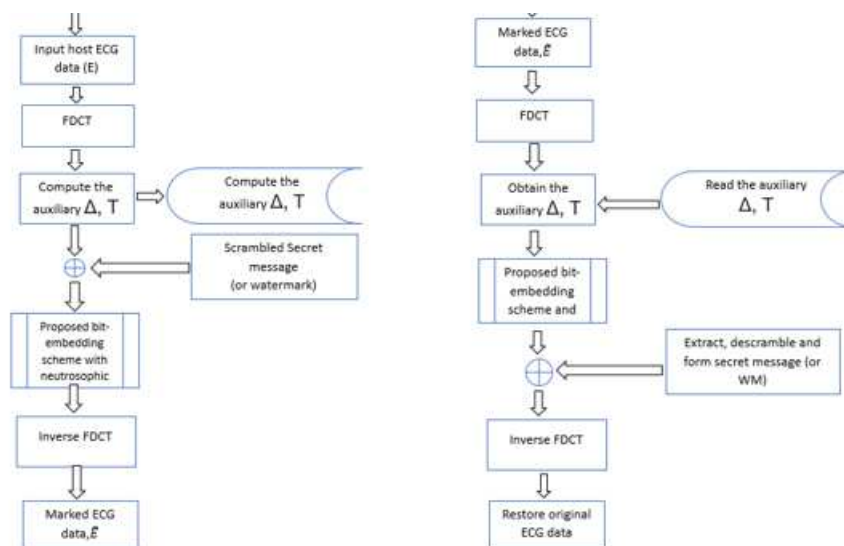 Input host ECG
data (E)
FDCT
Compute the
auxiliary Δ, T
Compute the
auxiliary Δ, T
Scrambled Secret
message
(or watermark)
Proposed bit-
embedding
scheme with
neutrosophic
Inverse FDCT
Marked ECG
data,Ẽ
Marked ECG
data,Ẽ
FDCT
Obtain the
auxiliary Δ, T
Read the auxiliary
Δ, T
Proposed bit-
embedding
scheme and
Extract, descramble and
form secret message (or
WM)
Inverse FDCT
Restore original
ECG data